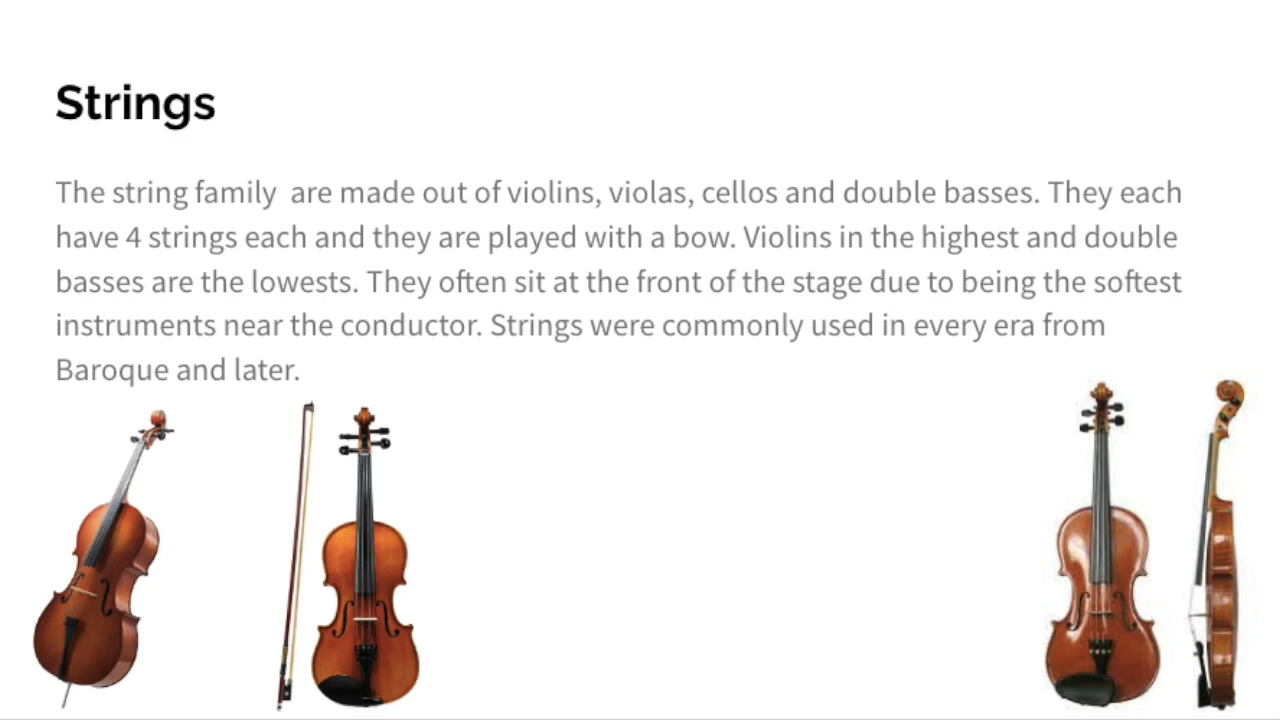 Strings
The string family  are made out of violins, violas, cellos and double basses. They each
have 4 strings each and they are played with a bow. Violins in the highest and double
basses are the lowests. They often sit at the front of the stage due to being the softest
instruments near the conductor. Strings were commonly used in every era from
Baroque and later.